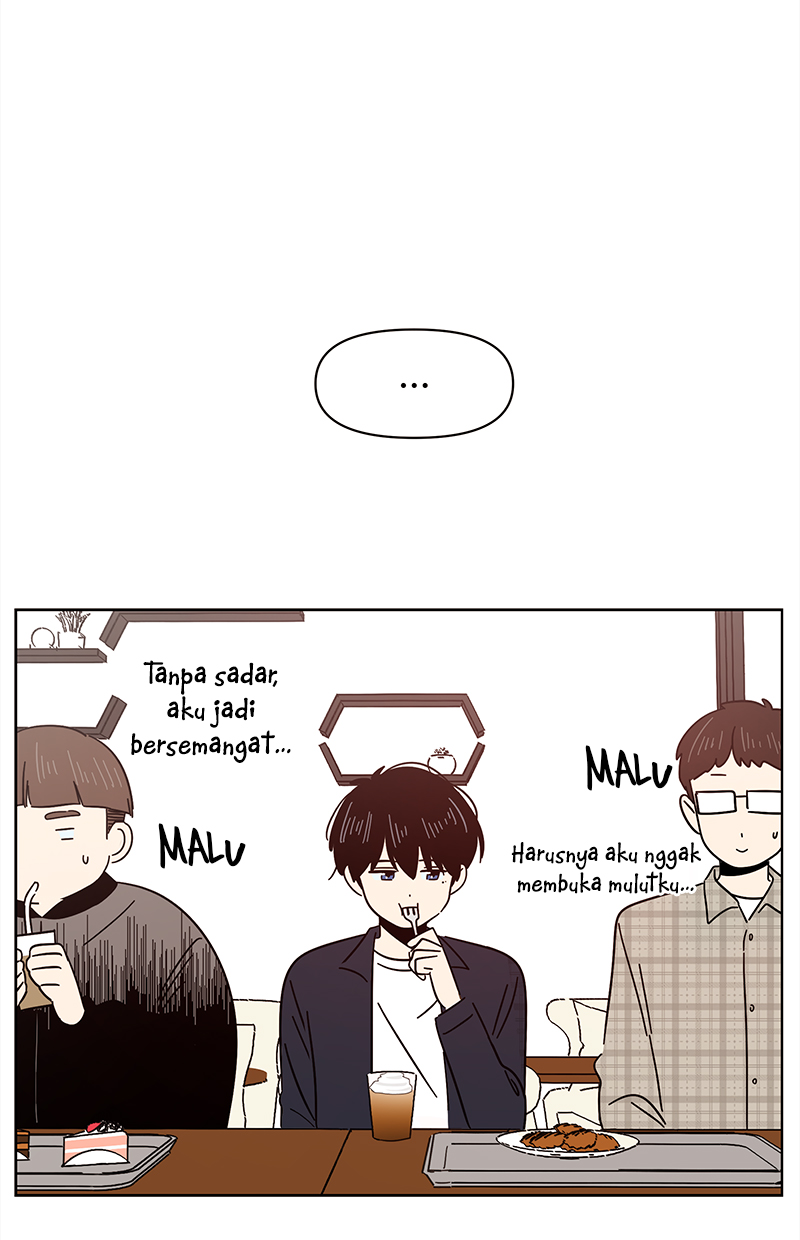 ...
Tanpa sadar,
aku jadi
bersemangat...
MALU
MALU
Harusnya aku nggak
membuka mulutku...